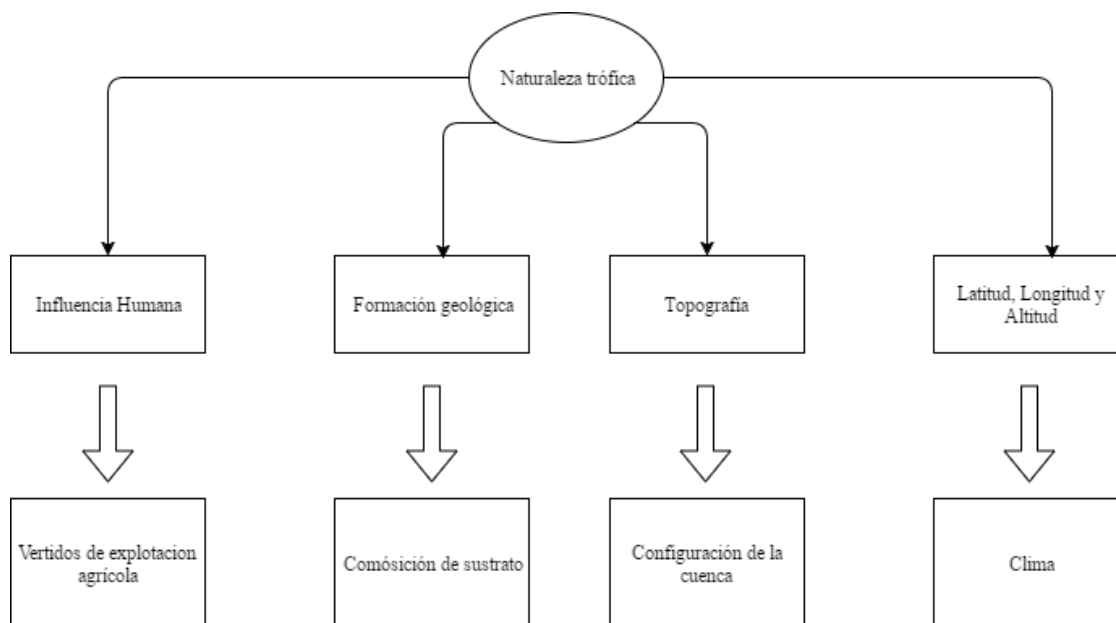 Naturaleza trófica
Influencia Humana
Formación geológica
Topografía
Latitud, Longitud y
Altitud
Vertidos de explotacion
agrícola
Comósición de sustrato
Configuración de la
cuenca
Clima